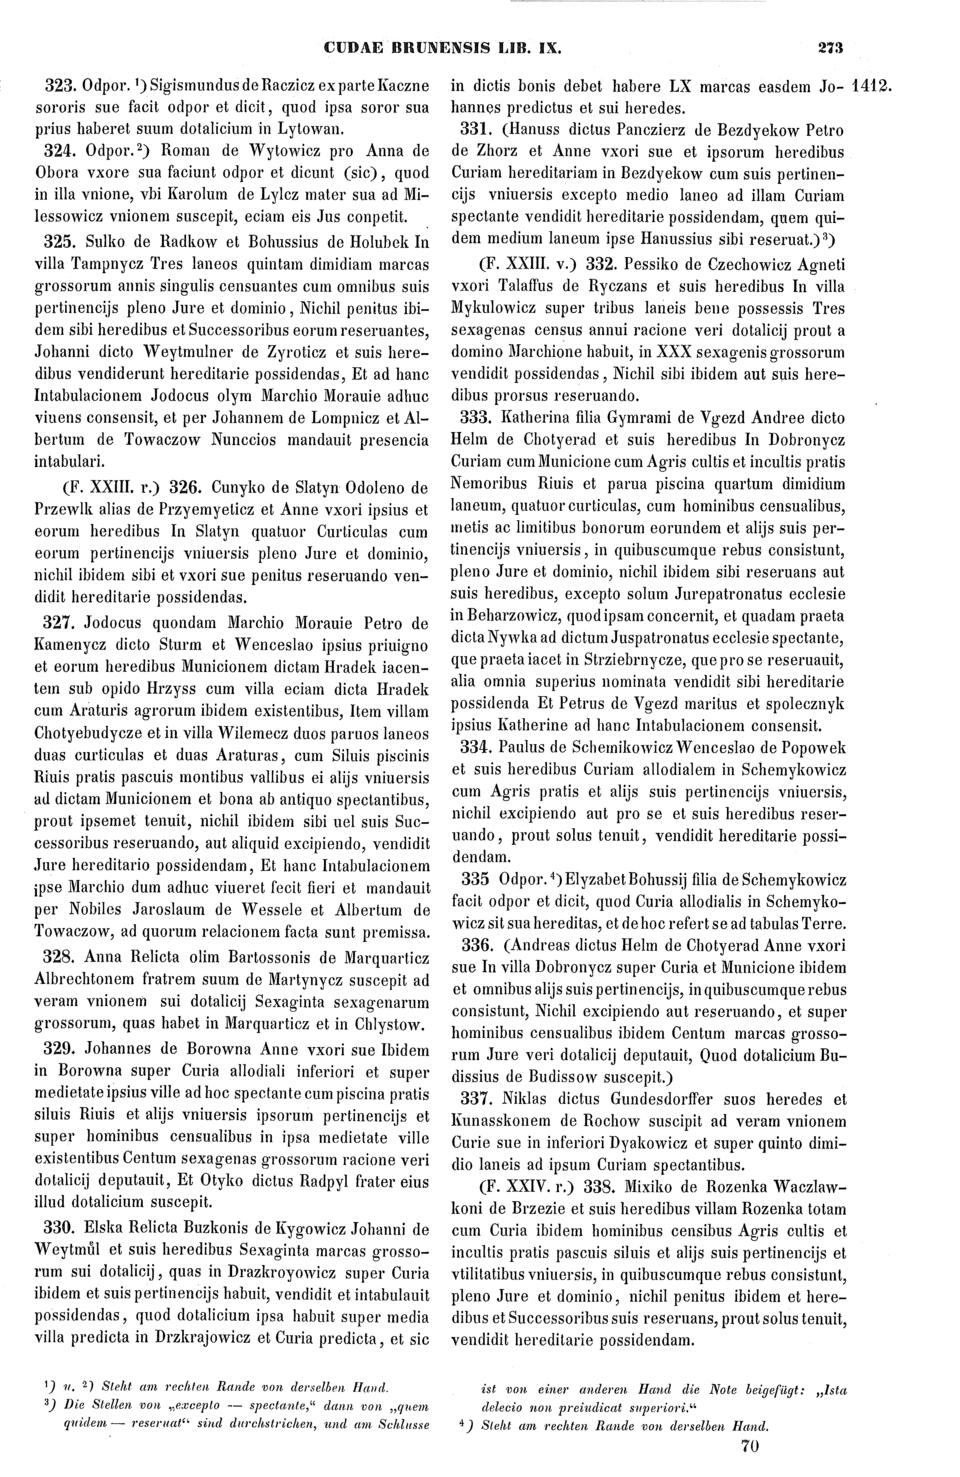 CUDAE BRUNENSIS LIB. IX.
273
323. Odpor. ¹) Sigismundus de Raczicz ex parte Kaczne
sororis sue facit odpor et dicit, quod ipsa soror sua
prius haberet suum dotalicium in Lytowan.
324. Odpor. ²) Roman de Wytowicz pro Anna de
Obora vxore sua faciunt odpor et dicunt (sic), quod
in illa vnione, vbi Karolum de Lylcz mater sua ad Mi-
lessowicz vnionem suscepit, eciam eis Jus conpetit.
325. Sulko de Radkow et Bohussius de Holubek In
villa Tampnycz Tres laneos quintam dimidiam marcas
grossorum annis singulis censuantes cum omnibus suis
pertinencijs pleno Jure et dominio, Nichil penitus ibi-
dem sibi heredibus et Successoribus eorum reseruantes,
Johanni dicto Weytmulner de Zyroticz et suis here-
dibus vendiderunt hereditarie possidendas, Et ad hanc
Intabulacionem Jodocus olym Marchio Morauie adhuc
viuens consensit, et per Johannem de Lompnicz et Al-
bertum de Towaczow Nunccios mandauit presencia
intabulari.
(F. XXIII. r.) 326. Cunyko de Slatyn Odoleno de
Przewlk alias de Przyemyeticz et Anne vxori ipsius et
eorum heredibus In Slatyn quatuor Curticulas cum
eorum pertinencijs vniuersis pleno Jure et dominio,
nichil ibidem sibi et vxori sue penitus reseruando ven-
didit hereditarie possidendas.
327. Jodocus quondam Marchio Morauie Petro de
Kamenycz dicto Sturm et Wenceslao ipsius priuigno
et eorum heredibus Municionem dictam Hradek iacen-
tem sub opido Hrzyss cum villa eciam dicta Hradek
cum Araturis agrorum ibidem existentibus, Item villam
Chotyebudycze et in villa Wilemecz duos paruos laneos
duas curticulas et duas Araturas, cum Siluis piscinis
Riuis pratis pascuis montibus vallibus ei alijs vniuersis
ad dictam Municionem et bona ab antiquo spectantibus,
prout ipsemet tenuit, nichil ibidem sibi uel suis Suc-
cessoribus reseruando, aut aliquid excipiendo, vendidit
Jure hereditario possidendam, Et hanc Intabulacionem
ipse Marchio dum adhuc viueret fecit fieri et mandauit
per Nobiles Jaroslaum de Wessele et Albertum de
Towaczow, ad quorum relacionem facta sunt premissa.
328. Anna Relicta olim Bartossonis de Marquarticz
Albrechtonem fratrem suum de Martynycz suscepit ad
veram vnionem sui dotalicij Sexaginta sexagenarum
grossorum, quas habet in Marquarticz et in Chlystow.
329. Johannes de Borowna Anne vxori sue Ibidem
in Borowna super Curia allodiali inferiori et super
medietate ipsius ville ad hoc spectante cum piscina pratis
siluis Riuis et alijs vniuersis ipsorum pertinencijs et
super hominibus censualibus in ipsa medietate ville
existentibus Centum sexagenas grossorum racione veri
dotalicij deputauit, Et Otyko dictus Radpyl frater eius
illud dotalicium suscepit.
330. Elska Relicta Buzkonis de Kygowicz Johanni de
Weytmůl et suis heredibus Sexaginta marcas grosso-
rum sui dotalicij, quas in Drazkroyowicz super Curia
ibidem et suis pertinencijs habuit, vendidit et intabulauit
possidendas, quod dotalicium ipsa habuit super media
villa predicta in Drzkrajowicz et Curia predicta, et sic
in dictis bonis debet habere LX marcas easdem Jo-
1412.
hannes predictus et sui heredes.
331. (Hanuss dictus Panczierz de Bezdyekow Petro
de Zhorz et Anne vxori sue et ipsorum heredibus
Curiam hereditariam in Bezdyekow cum suis pertinen-
cijs vniuersis excepto medio laneo ad illam Curiam
spectante vendidit hereditarie possidendam, quem qui-
dem medium laneum ipse Hanussius sibi reseruat.) ³)
(F. XXIII. v.) 332. Pessiko de Czechowicz Agneti
vxori Talaffus de Ryczans et suis heredibus In villa
Mykulowicz super tribus laneis bene possessis Tres
sexagenas census annui racione veri dotalicij prout a
domino Marchione habuit, in XXX sexagenis grossorum
vendidit possidendas, Nichil sibi ibidem aut suis here-
dibus prorsus reseruando.
333. Katherina filia Gymrami de Vgezd Andree dicto
Helm de Chotyerad et suis heredibus In Dobronycz
Curiam cum Municione cum Agris cultis et incultis pratis
Nemoribus Riuis et parua piscina quartum dimidium
laneum, quatuor curticulas, cum hominibus censualibus,
metis ac limitibus bonorum eorundem et alijs suis per-
tinencijs vniuersis, in quibuscumque rebus consistunt,
pleno Jure et dominio, nichil ibidem sibi reseruans aut
suis heredibus, excepto solum Jurepatronatus ecclesie
in Beharzowicz, quod ipsam concernit, et quadam praeta
dicta Nywka ad dictum Juspatronatus ecclesie spectante,
que praeta iacet in Strziebrnycze, que pro se reseruauit,
alia omnia superius nominata vendidit sibi hereditarie
possidenda Et Petrus de Vgezd maritus et spolecznyk
ipsius Katherine ad hanc Intabulacionem consensit.
334. Paulus de Schemikowicz Wenceslao de Popowek
et suis heredibus Curiam allodialem in Schemykowicz
cum Agris pratis et alijs suis pertinencijs vniuersis,
nichil excipiendo aut pro se et suis heredibus reser-
uando, prout solus tenuit, vendidit hereditarie possi-
dendam.
335 Odpor. ⁴) Elyzabet Bohussij filia de Schemykowicz
facit odpor et dicit, quod Curia allodialis in Schemyko-
wicz sit sua hereditas, et de hoc refert se ad tabulas Terre.
336. (Andreas dictus Helm de Chotyerad Anne vxori
sue In villa Dobronycz super Curia et Municione ibidem
et omnibus alijs suis pertinencijs, in quibuscumque rebus
consistunt, Nichil excipiendo aut reseruando, et super
hominibus censualibus ibidem Centum marcas grosso-
rum Jure veri dotalicij deputauit, Quod dotalicium Bu-
dissius de Budissow suscepit.)
337. Niklas dictus Gundesdorffer suos heredes et
Kunasskonem de Rochow suscipit ad veram vnionem
Curie sue in inferiori Dyakowicz et super quinto dimi-
dio laneis ad ipsum Curiam spectantibus.
(F. XXIV. r.) 338. Mixiko de Rozenka Waczlaw-
koni de Brzezie et suis heredibus villam Rozenka totam
cum Curia ibidem hominibus censibus Agris cultis et
incultis pratis pascuis siluis et alijs suis pertinencijs et
vtilitatibus vniuersis, in quibuscumque rebus consistunt,
pleno Jure et dominio, nichil penitus ibidem et here-
dibus et Successoribus suis reseruans, prout solus tenuit,
vendidit hereditarie possidendam.
¹) u. ²) Steht am rechten Rande von derselben Hand.
³) Die Stellen von „excepto — spectante,“ dann von „quem
quidem — reseruat“ sind durchstrichen, und am Schlusse
ist von einer anderen Hand die Note beigefügt: „Ista
delecio non preiudicat superiori.“
⁴) Steht am rechten Rande von derselben Hand.
70